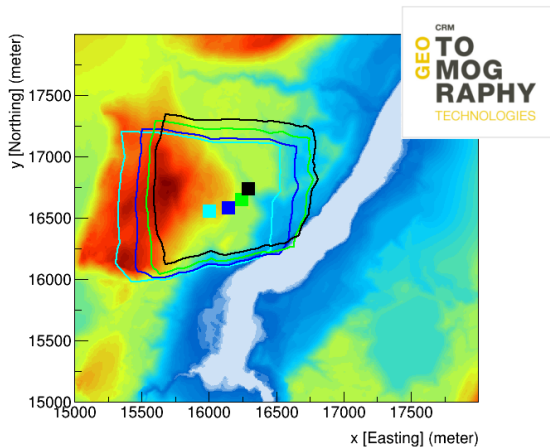 CRM
GEO
TO
MOG
RAPHY
TECHNOLOGIES
y [Northing] (meter)
17500
17000
16500
16000
15500
15000
15000
15500
16000
16500
17000
17500
x [Easting] (meter)